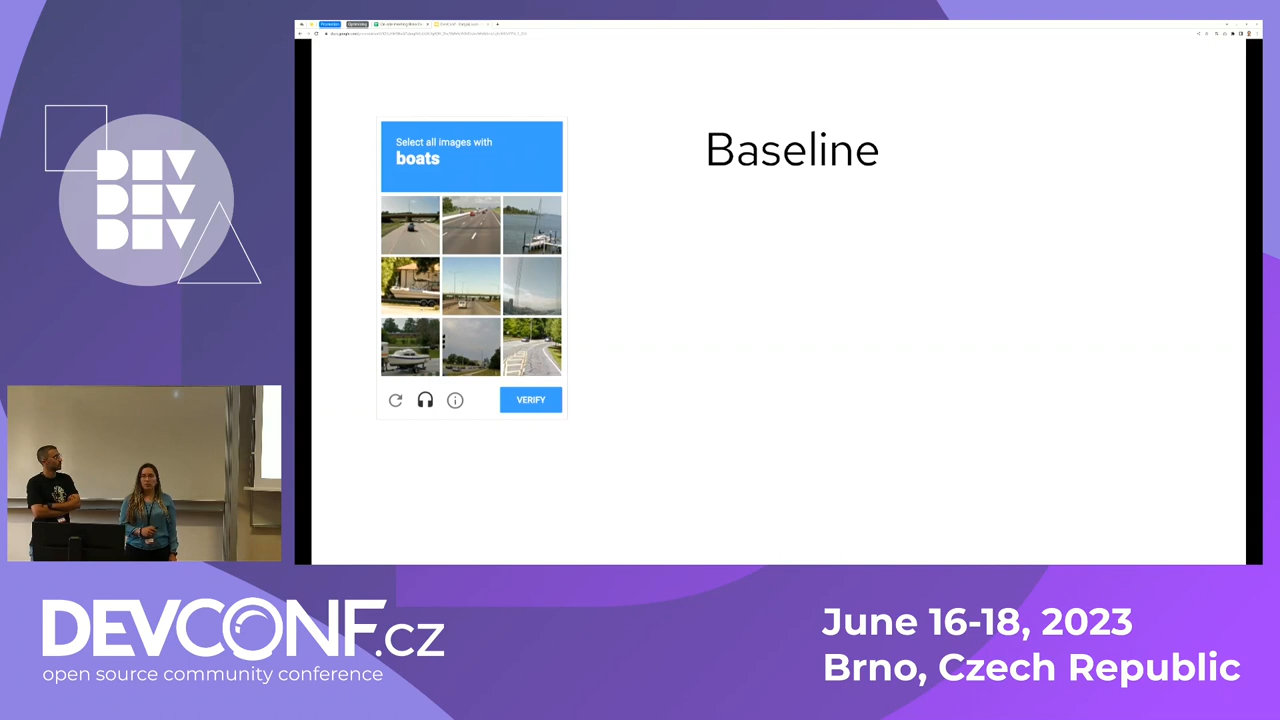 DEV
DEV
DEV
Select all images with
boats
VERIFY
Baseline
DEVCONF.cz
open source community conference
June 16-18, 2023
Brno, Czech Republic